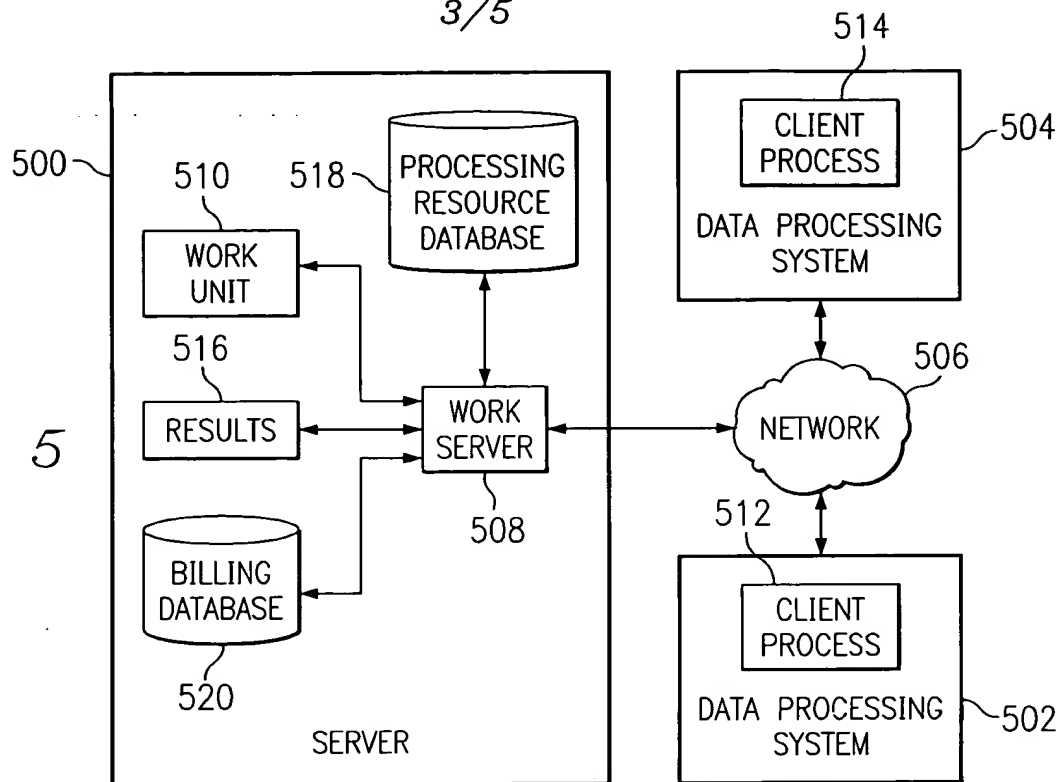 3/5
514
CLIENT
PROCESS
504
DATA PROCESSING
SYSTEM
500
510
WORK
UNIT
518
PROCESSING
RESOURCE
DATABASE
516
RESULTS
WORK
SERVER
508
506
NETWORK
5
512
CLIENT
PROCESS
BILLING
DATABASE
520
DATA PROCESSING
SYSTEM
502
SERVER